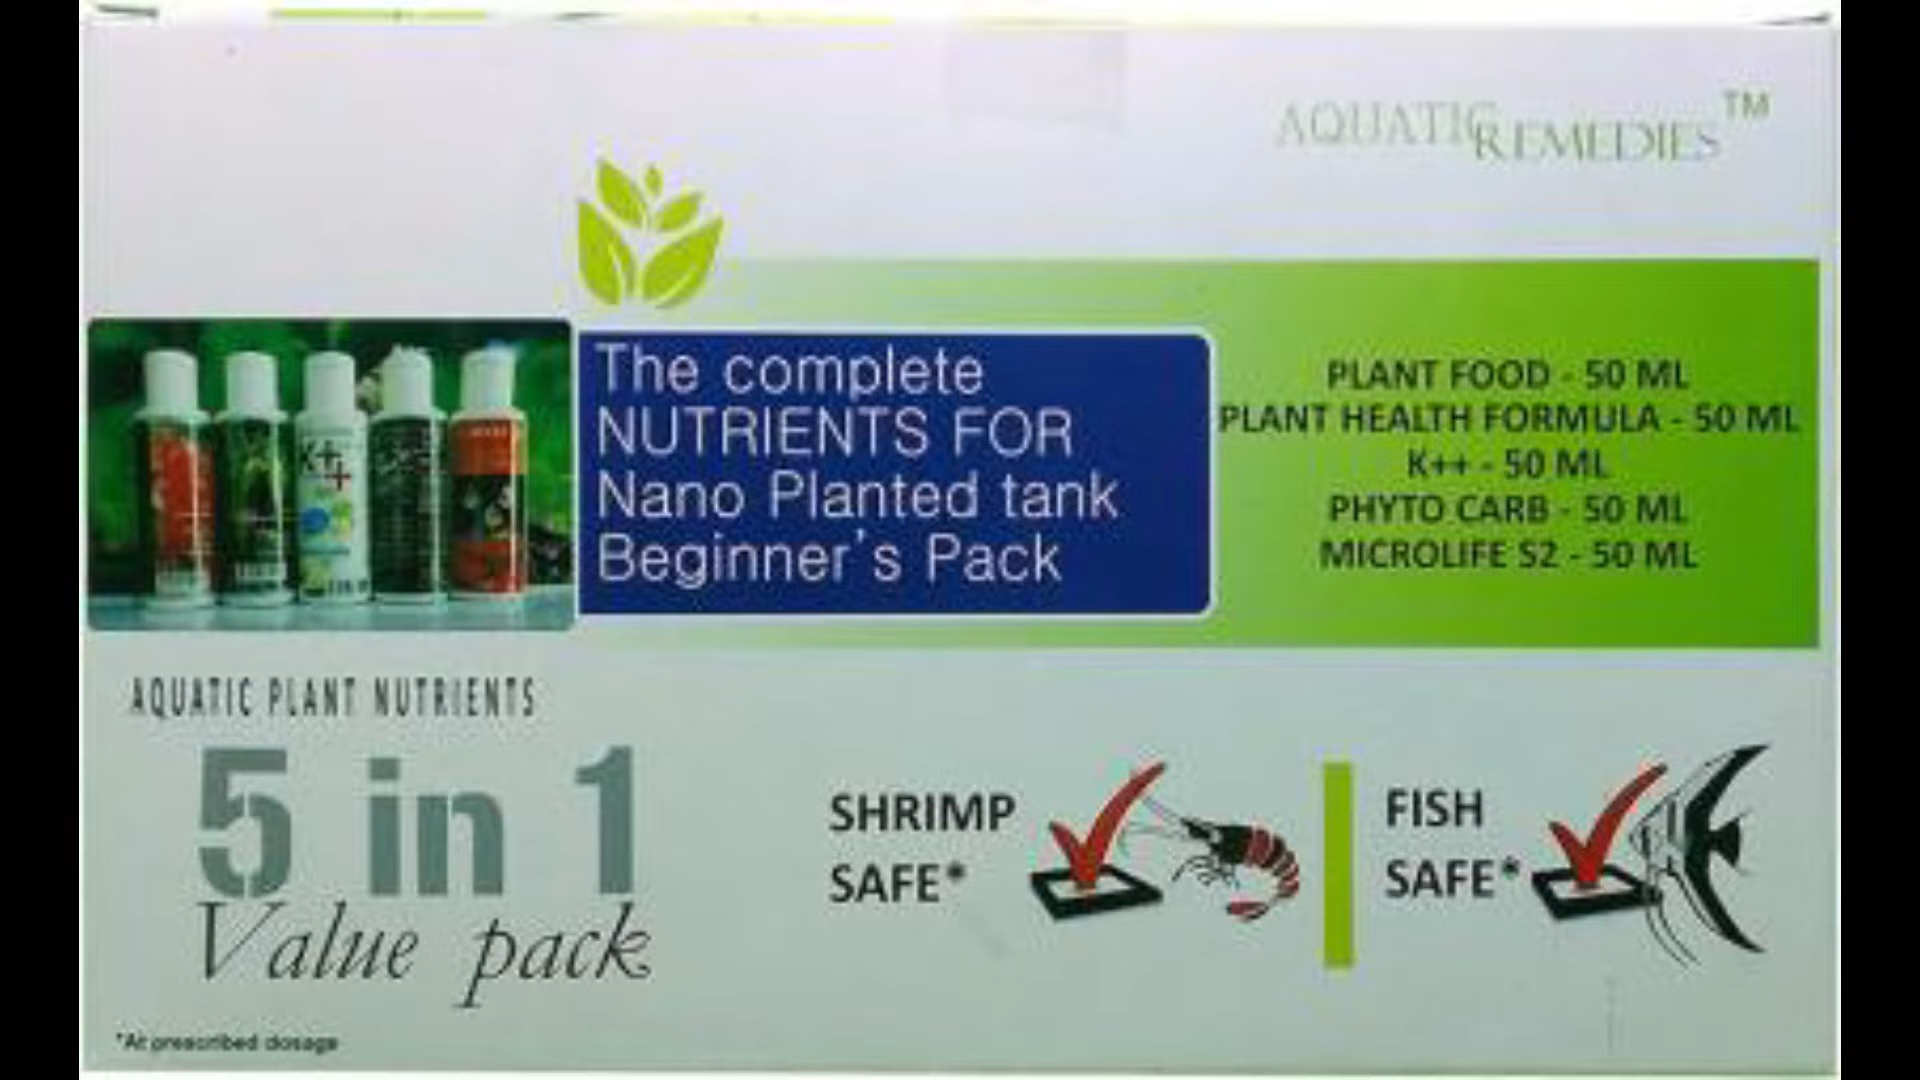 AQUATIC REMEDIES™
The complete
NUTRIENTS FOR
Nano Planted tank
Beginner's Pack
PLANT FOOD - 50 ML
PLANT HEALTH FORMULA - 50 ML
K++ - 50 ML
PHYTO CARB - 50 ML
MICROLIFE S2 - 50 ML
K++
AQUATIC PLANT NUTRIENTS
5 in 1
Value pack
SHRIMP
SAFE*
FISH
SAFE*
*At prescribed dosage